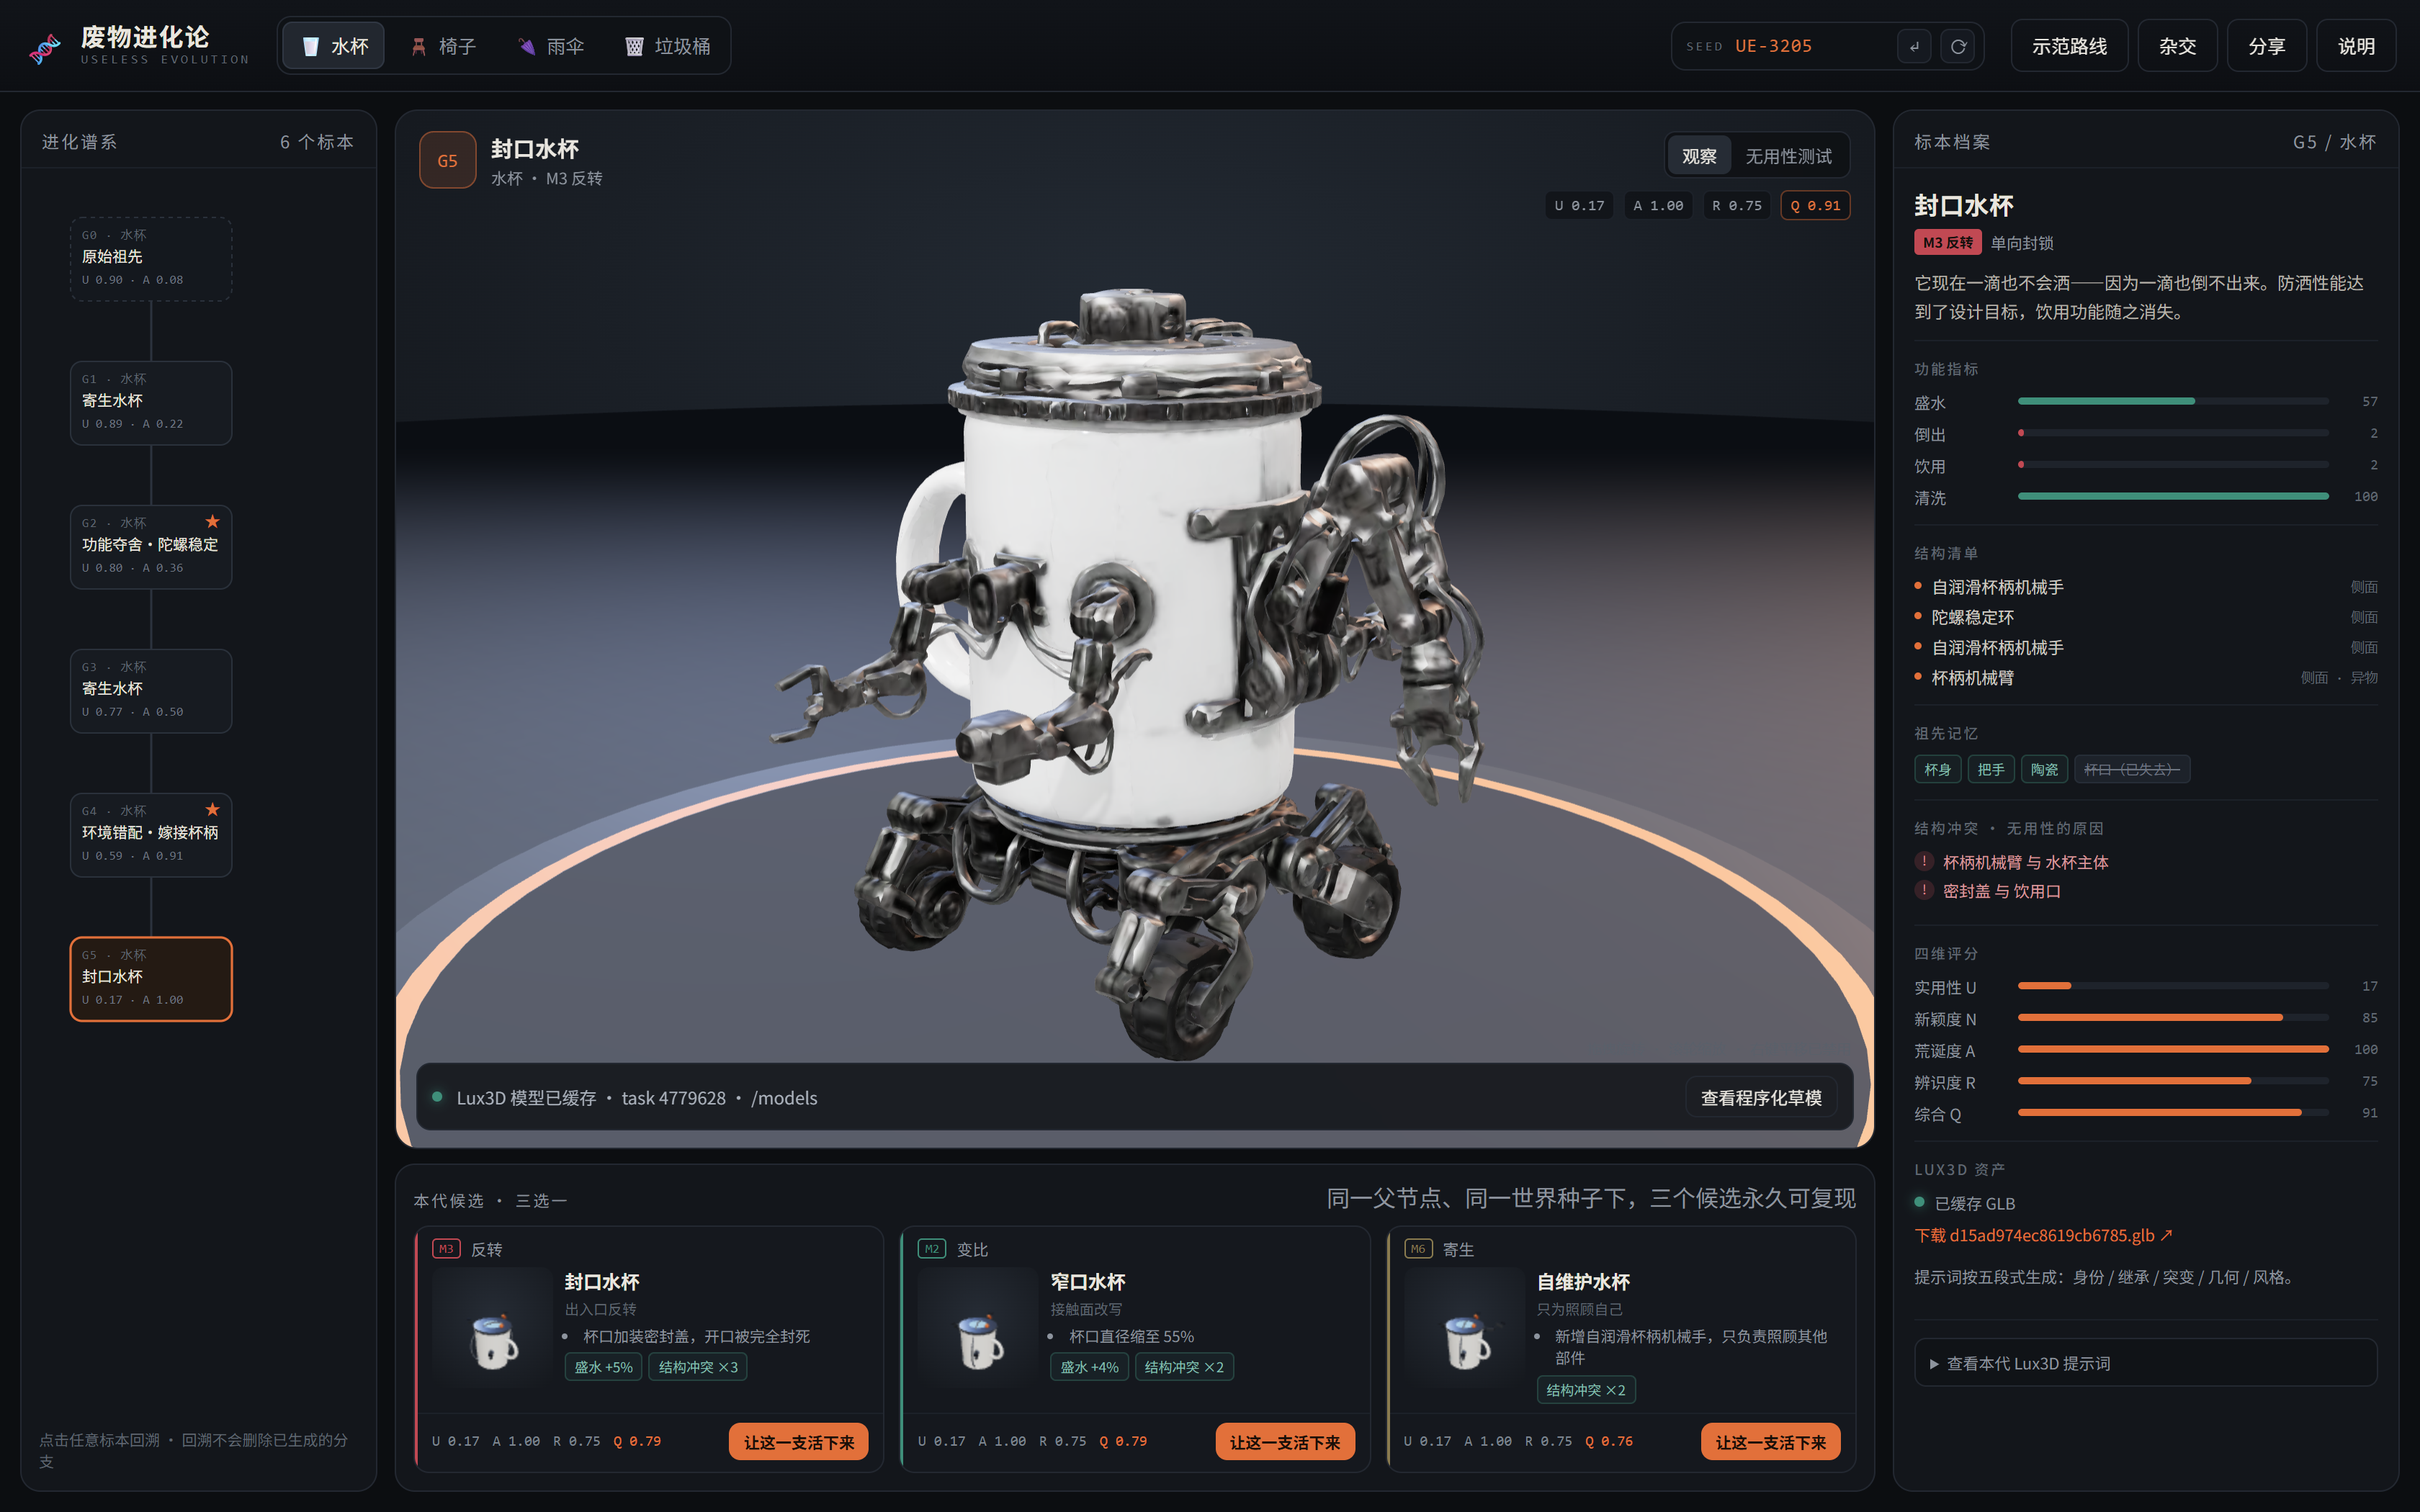 废物进化论
USELESS EVOLUTION
水杯
椅子
雨伞
垃圾桶
SEED UE-3205
示范路线
杂交
分享
说明
进化谱系
6 个标本
G0 · 水杯
原始祖先
U 0.90 · A 0.08
G1 · 水杯
寄生水杯
U 0.89 · A 0.22
G2 · 水杯
功能夺舍·陀螺稳定
U 0.80 · A 0.36
G3 · 水杯
寄生水杯
U 0.77 · A 0.50
G4 · 水杯
环境错配·嫁接杯柄
U 0.59 · A 0.91
G5 · 水杯
封口水杯
U 0.17 · A 1.00
点击任意标本回溯 · 回溯不会删除已生成的分
支
G5
封口水杯
水杯 · M3 反转
观察
无用性测试
U 0.17
A 1.00
R 0.75
Q 0.91
Lux3D 模型已缓存 · task 4779628 · /models
查看程序化草模
本代候选 · 三选一
同一父节点、同一世界种子下，三个候选永久可复现
M3 反转
封口水杯
出入口反转
杯口加装密封盖，开口被完全封死
盛水 +5%
结构冲突 ×3
U 0.17 A 1.00 R 0.75 Q 0.79
让这一支活下来
M2 变比
窄口水杯
接触面改写
杯口直径缩至 55%
盛水 +4%
结构冲突 ×2
U 0.17 A 1.00 R 0.75 Q 0.79
让这一支活下来
M6 寄生
自维护水杯
只为照顾自己
新增自润滑杯柄机械手，只负责照顾其他
部件
结构冲突 ×2
U 0.17 A 1.00 R 0.75 Q 0.76
让这一支活下来
标本档案
G5 / 水杯
封口水杯
M3 反转 单向封锁
它现在一滴也不会洒——因为一滴也倒不出来。防洒性能达
到了设计目标，饮用功能随之消失。
功能指标
盛水 57
倒出 2
饮用 2
清洗 100
结构清单
自润滑杯柄机械手 侧面
陀螺稳定环 侧面
自润滑杯柄机械手 侧面
杯柄机械臂 侧面 · 异物
祖先记忆
杯身
把手
陶瓷
杯口（已失去）
结构冲突 · 无用性的原因
! 杯柄机械臂 与 水杯主体
! 密封盖 与 饮用口
四维评分
实用性 U 17
新颖度 N 85
荒诞度 A 100
辨识度 R 75
综合 Q 91
LUX3D 资产
已缓存 GLB
下载 d15ad974ec8619cb6785.glb ↗
提示词按五段式生成：身份 / 继承 / 突变 / 几何 / 风格。
▶ 查看本代 Lux3D 提示词